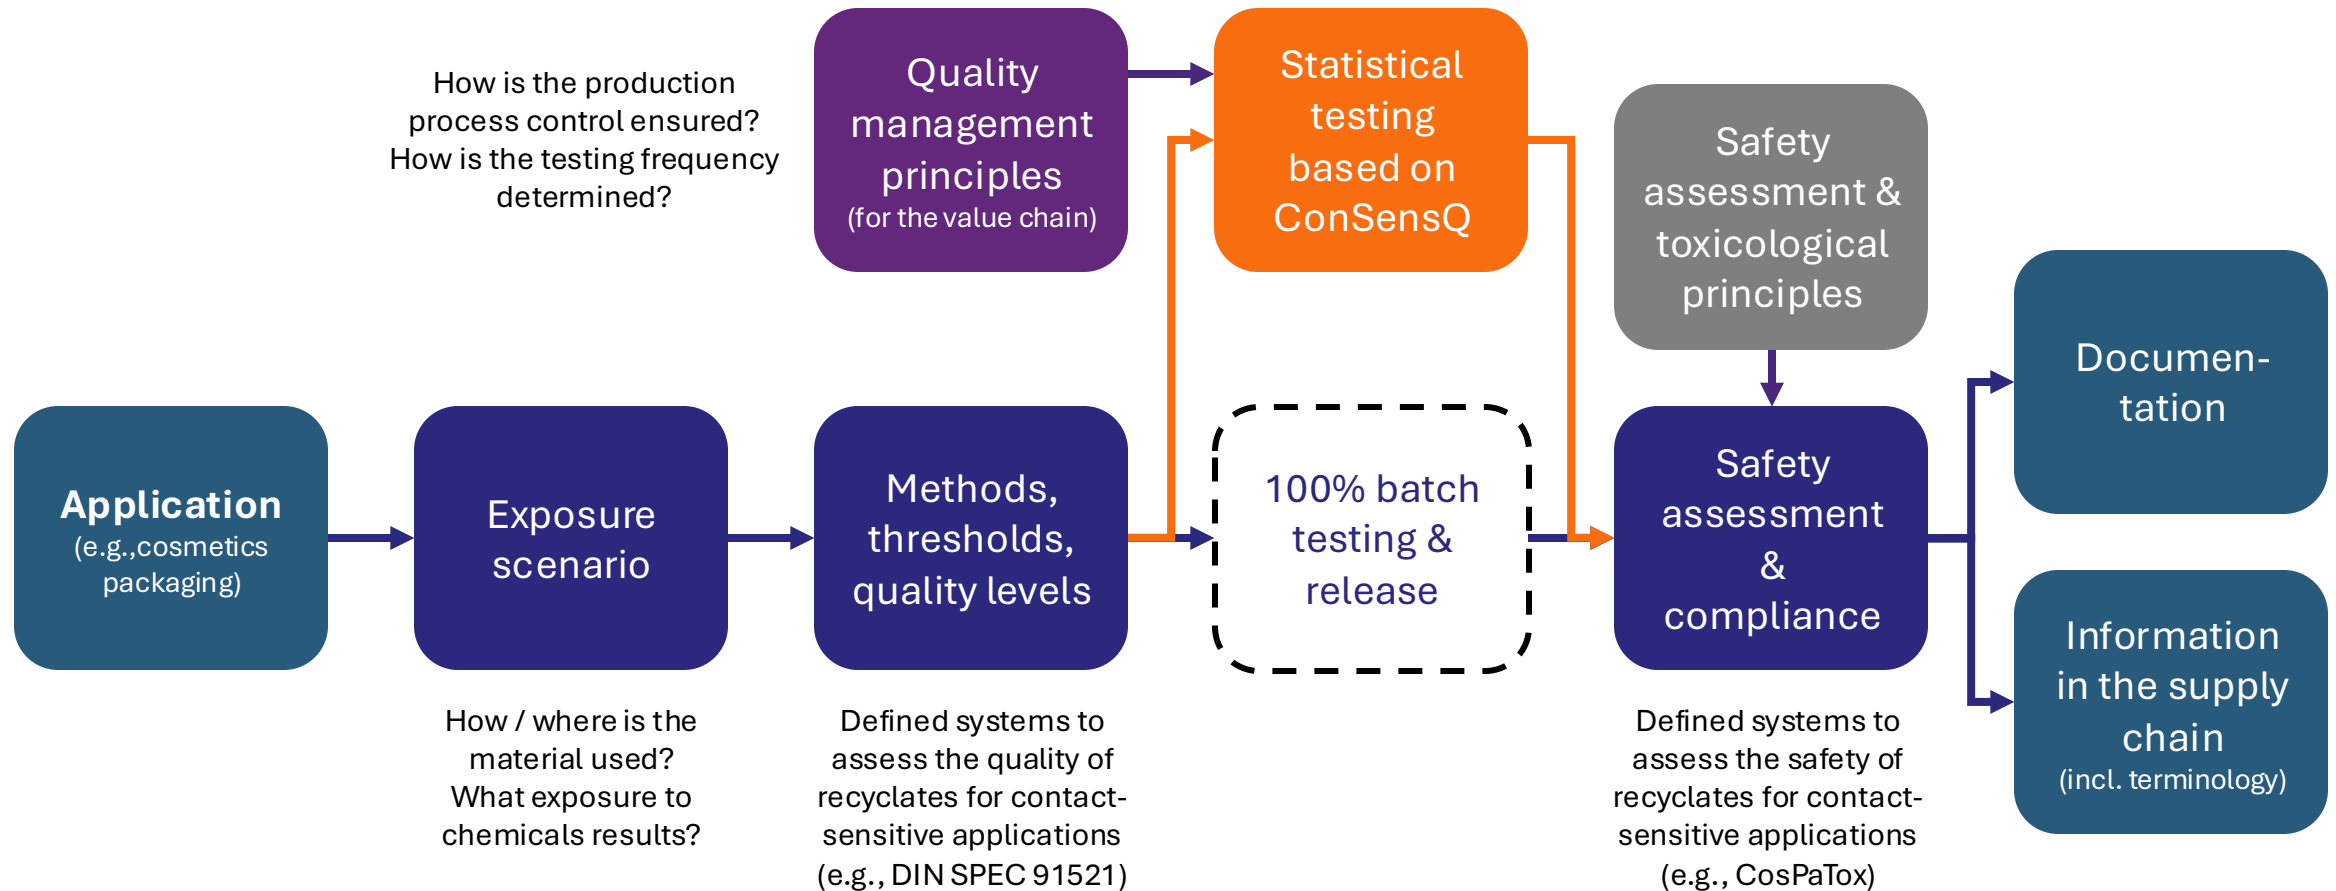 How is the production
process control ensured?
How is the testing frequency
determined?
Quality
management
principles
(for the value chain)
Statistical
testing
based on
ConSensQ
Safety
assessment &
toxicological
principles
Application
(e.g.,cosmetics
packaging)
Exposure
scenario
Methods,
thresholds,
quality levels
100% batch
testing &
release
Safety
assessment
&
compliance
Documen-
tation
Information
in the supply
chain
(incl. terminology)
How / where is the
material used?
What exposure to
chemicals results?
Defined systems to
assess the quality of
recyclates for contact-
sensitive applications
(e.g., DIN SPEC 91521)
Defined systems to
assess the safety of
recyclates for contact-
sensitive applications
(e.g., CosPaTox)